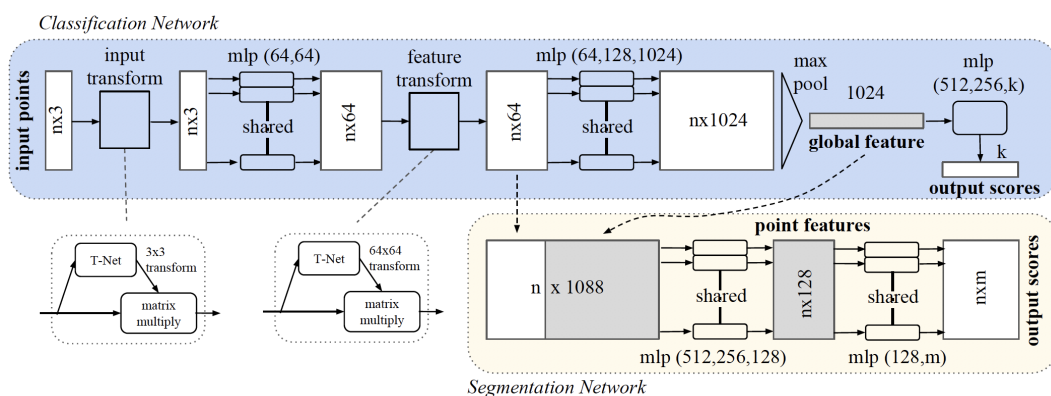 Classification Network
input points
nx3
input
transform
nx3
mlp (64,64)
shared
nx64
feature
transform
nx64
mlp (64,128,1024)
shared
nx1024
max
pool
1024
global feature
mlp
(512,256,k)
k
output scores
T-Net
3x3
transform
matrix
multiply
T-Net
64x64
transform
matrix
multiply
point features
n x 1088
shared
mlp (512,256,128)
nx128
shared
mlp (128,m)
nxm
output scores
Segmentation Network